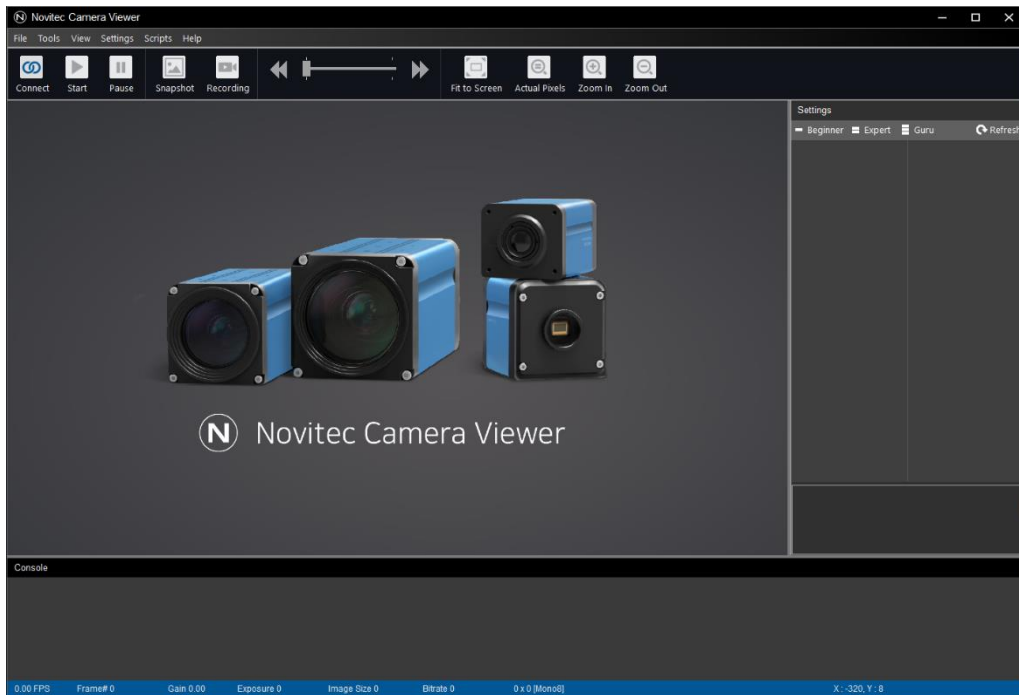 Novitec Camera Viewer
File Tools View Settings Scripts Help
Connect Start Pause Snapshot Recording Fit to Screen Actual Pixels Zoom In Zoom Out
Settings
Beginner Expert Guru Refresh
N Novitec Camera Viewer
Console
0.00 FPS Frame# 0 Gain 0.00 Exposure 0 Image Size 0 Bitrate 0 0 x 0 [Mono8] X : -320, Y : 8